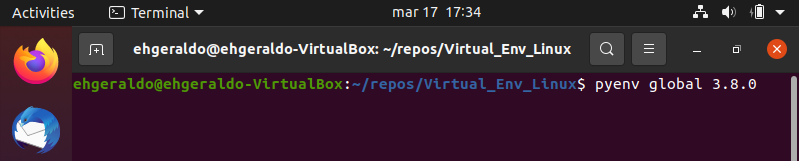 Activities Terminal mar 17 17:34
ehgeraldo@ehgeraldo-VirtualBox: ~/repos/Virtual_Env_Linux
ehgeraldo@ehgeraldo-VirtualBox:~/repos/Virtual_Env_Linux$ pyenv global 3.8.0